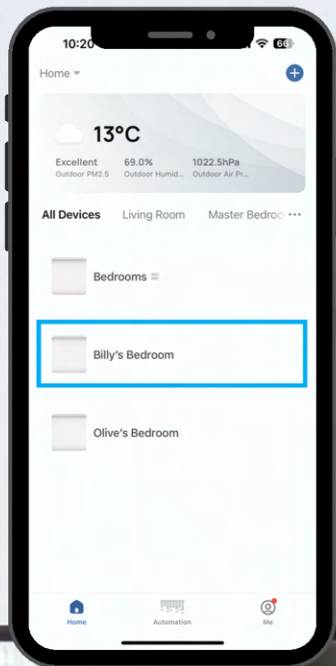 10:20
66
Home
13°C
Excellent 69.0% 1022.5hPa
Outdoor PM2.5 Outdoor Humid... Outdoor Air Pr...
All Devices Living Room Master Bedroo ...
Bedrooms
Billy's Bedroom
Olive's Bedroom
Home Automation Me